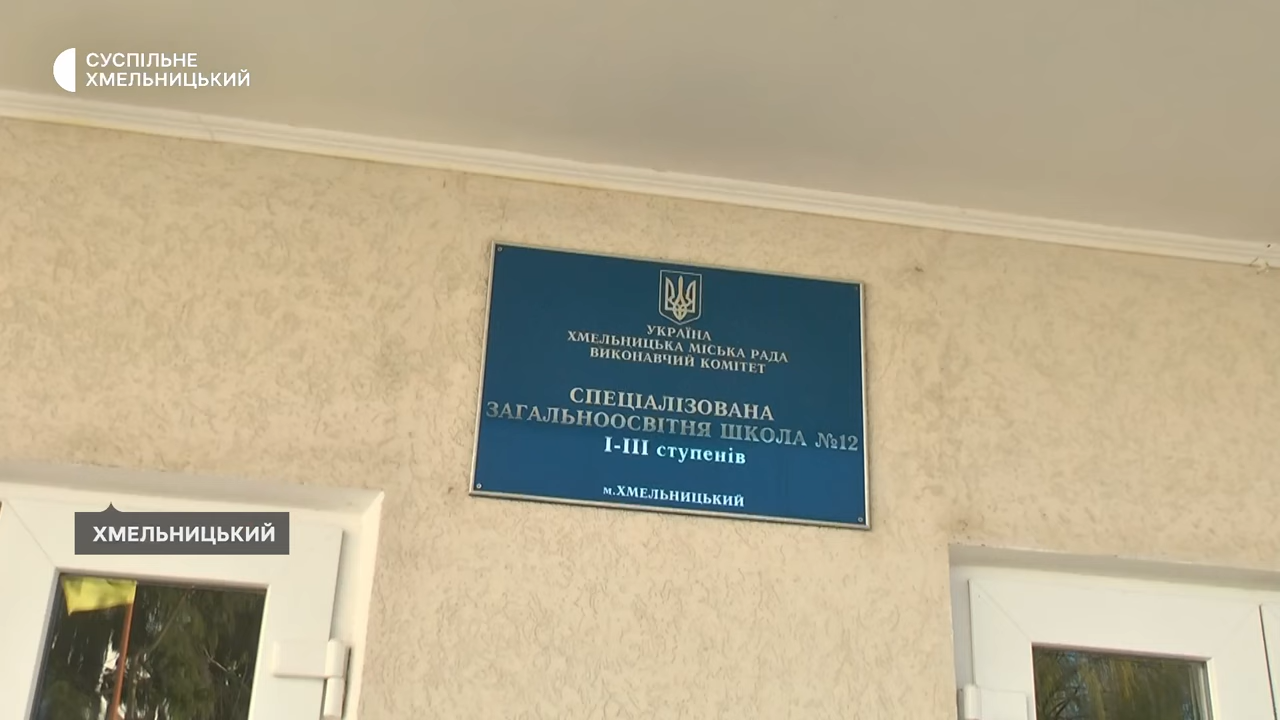 СУСПІЛЬНЕ
ХМЕЛЬНИЦЬКИЙ
УКРАЇНА
ХМЕЛЬНИЦЬКА МІСЬКА РАДА
ВИКОНАВЧИЙ КОМІТЕТ
СПЕЦІАЛІЗОВАНА
ЗАГАЛЬНООСВІТНЯ ШКОЛА №12
І-ІІІ ступенів
м.ХМЕЛЬНИЦЬКИЙ
ХМЕЛЬНИЦЬКИЙ